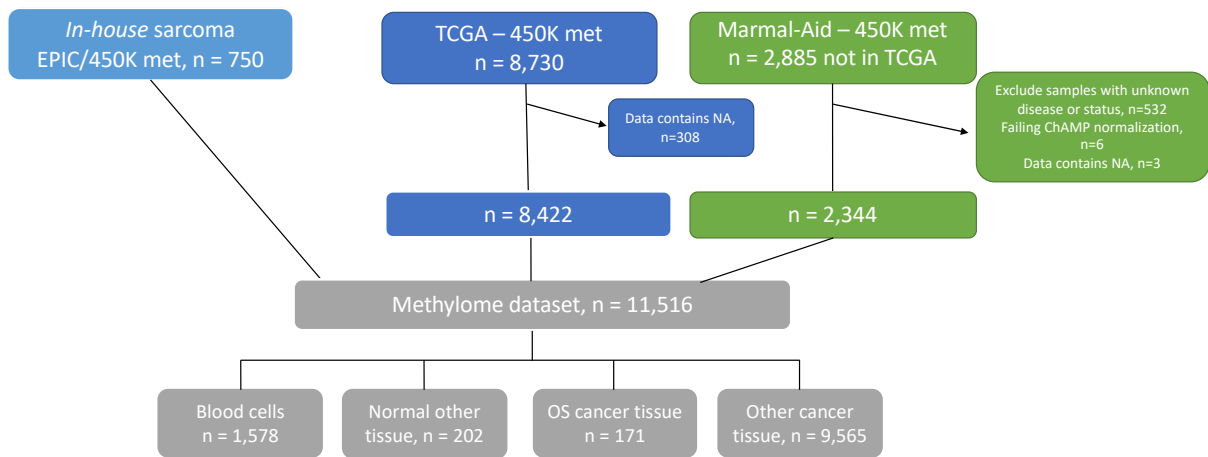 In-house sarcoma
EPIC/450K met, n = 750
TCGA – 450K met
n = 8,730
Marmal-Aid – 450K met
n = 2,885 not in TCGA
Data contains NA,
n=308
Exclude samples with unknown
disease or status, n=532
Failing ChAMP normalization,
n=6
Data contains NA, n=3
n = 8,422
n = 2,344
Methylome dataset, n = 11,516
Blood cells
n = 1,578
Normal other
tissue, n = 202
OS cancer tissue
n = 171
Other cancer
tissue, n = 9,565